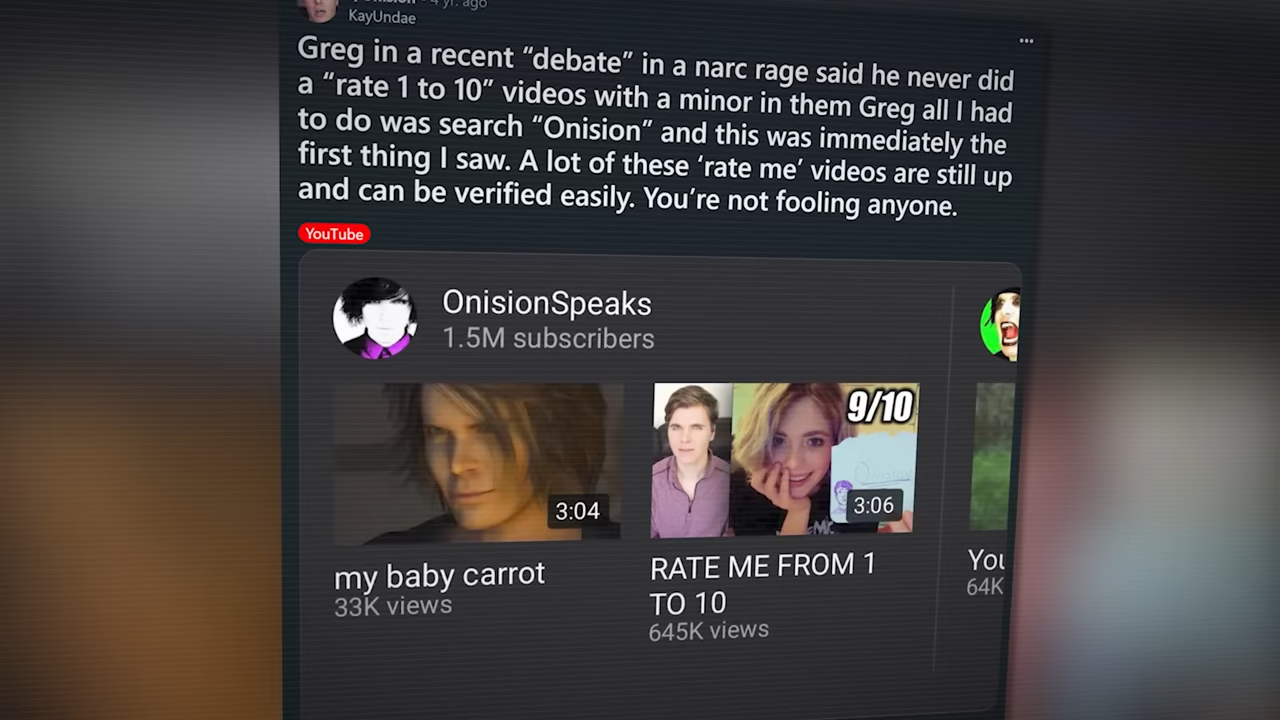 4 yr. ago
KayUndae
Greg in a recent “debate” in a narc rage said he never did
a “rate 1 to 10” videos with a minor in them Greg all I had
to do was search “Onision” and this was immediately the
first thing I saw. A lot of these ‘rate me’ videos are still up
and can be verified easily. You’re not fooling anyone.
YouTube
OnisionSpeaks
1.5M subscribers
9/10
3:04
3:06
my baby carrot
33K views
RATE ME FROM 1
TO 10
645K views
You
64K